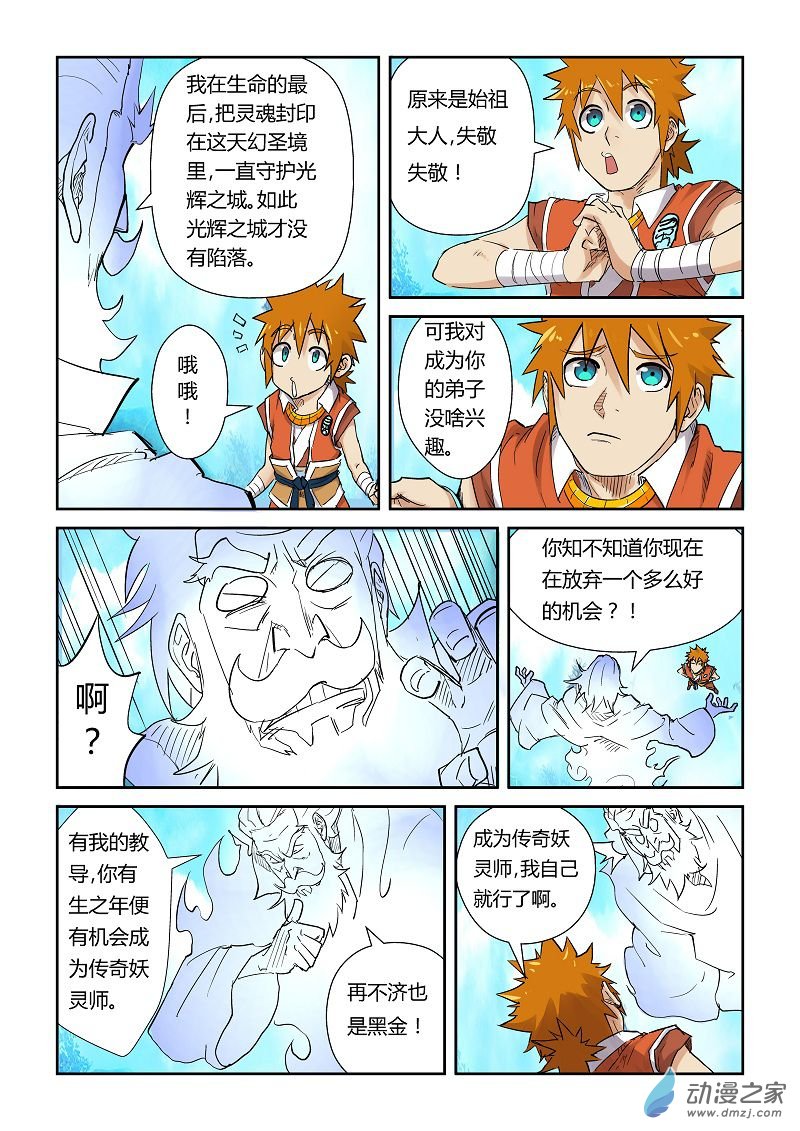 我在生命的最
后,把灵魂封印
在这天幻圣境
里,一直守护光
辉之城。如此
光辉之城才没
有陷落。
哦
哦！
原来是始祖
大人,失敬
失敬！
可我对
成为你
的弟子
没啥兴
趣。
啊
？
你知不知道你现在
在放弃一个多么好
的机会？！
有我的教
导,你有
生之年便
有机会成
为传奇妖
灵师。
再不济也
是黑金！
成为传奇妖
灵师,我自己
就行了啊。
动漫之家
www.dmzj.com